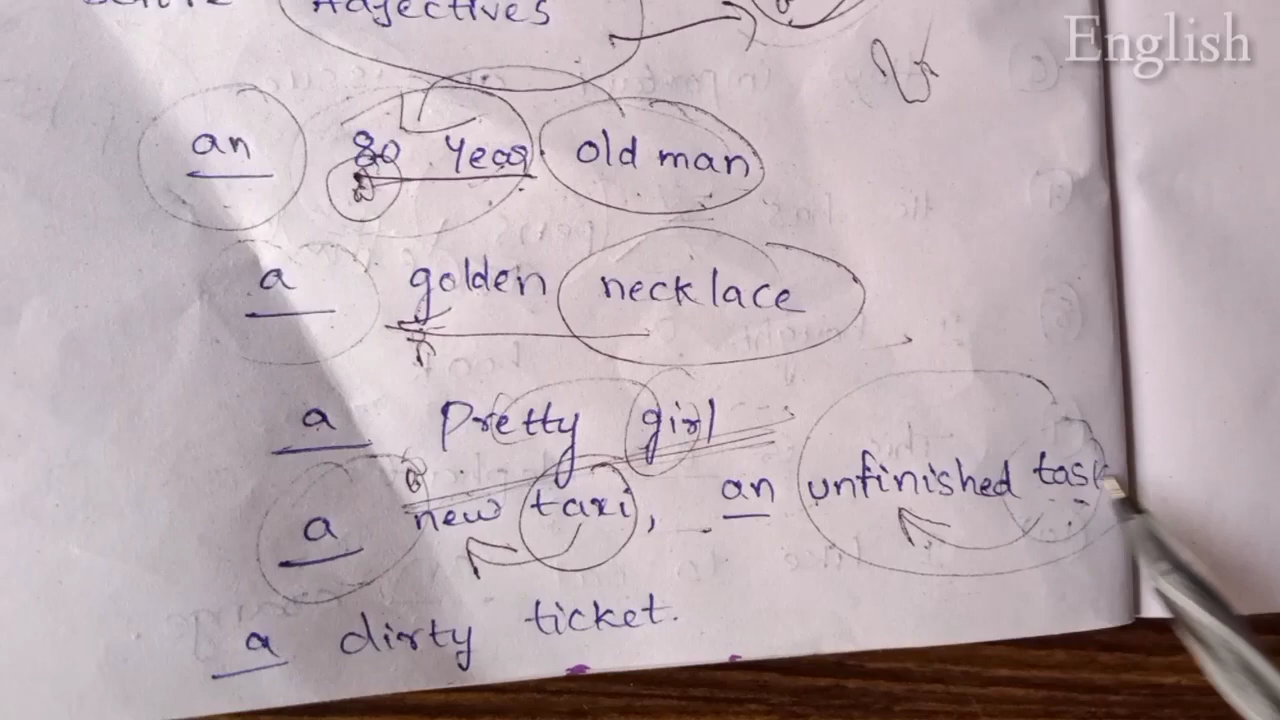 Adjectives
English
an 80 Year old man
a golden necklace
a pretty girl
a new taxi, an unfinished task
a dirty ticket.